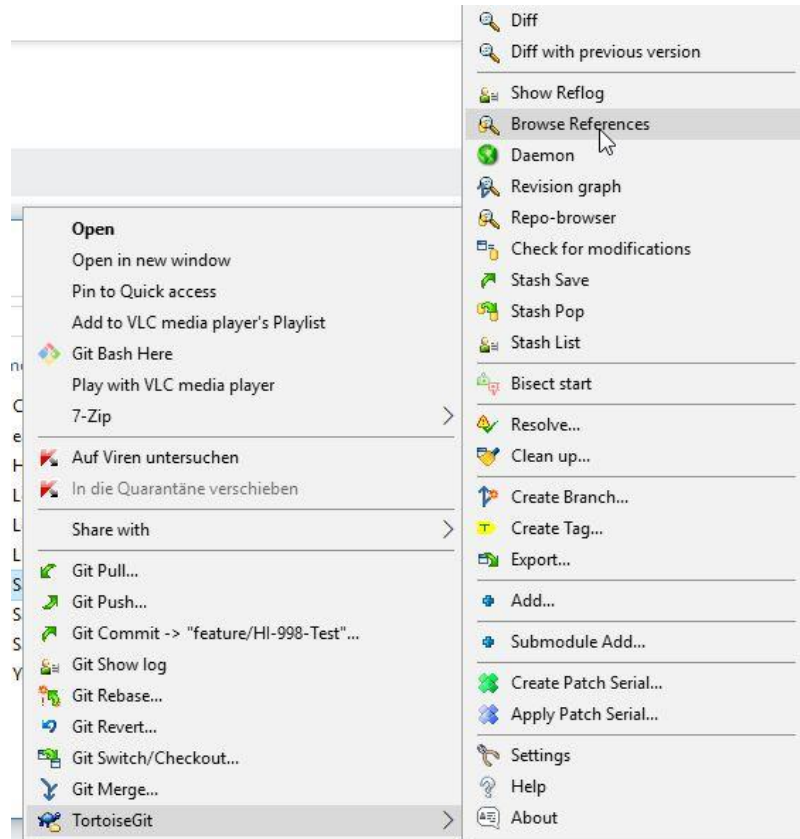 Open
Open in new window
Pin to Quick access
Add to VLC media player's Playlist
Git Bash Here
Play with VLC media player
7-Zip
Auf Viren untersuchen
In die Quarantäne verschieben
Share with
Git Pull...
Git Push...
Git Commit -> "feature/HI-998-Test"...
Git Show log
Git Rebase...
Git Revert...
Git Switch/Checkout...
Git Merge...
TortoiseGit
Diff
Diff with previous version
Show Reflog
Browse References
Daemon
Revision graph
Repo-browser
Check for modifications
Stash Save
Stash Pop
Stash List
Bisect start
Resolve...
Clean up...
Create Branch...
Create Tag...
Export...
Add...
Submodule Add...
Create Patch Serial...
Apply Patch Serial...
Settings
Help
About